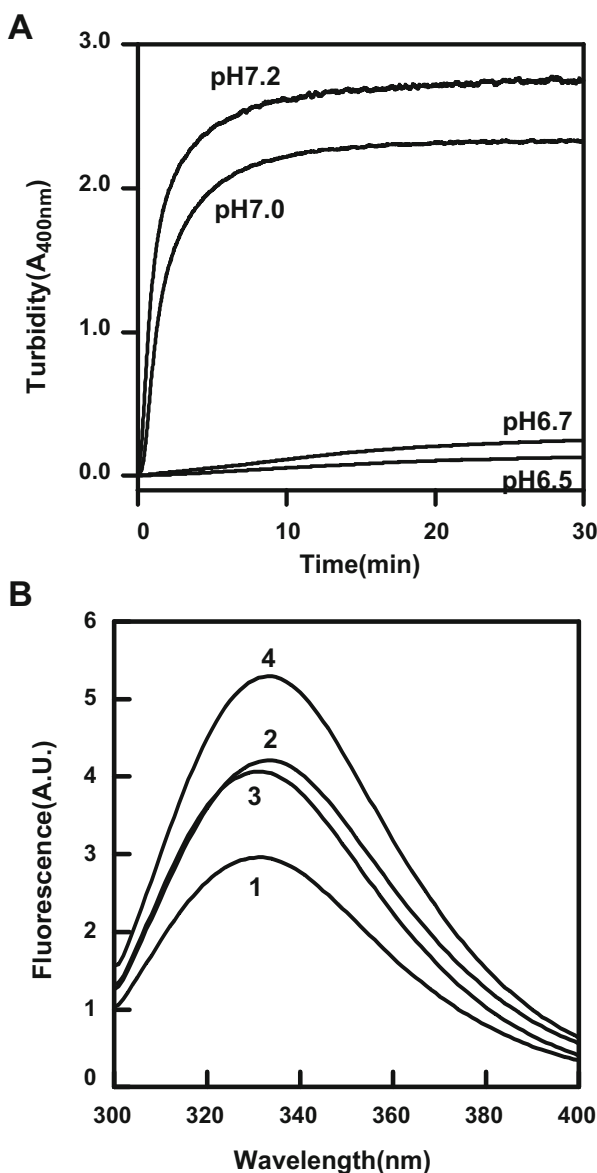 A
3.0
pH7.2
2.0
pH7.0
Turbidity(A400nm)
1.0
pH6.7
0.0
pH6.5
0 10 20 30
Time(min)
B
6
4
5
2
4
3
3
1
Fluorescence(A.U.)
2
1
0
300 320 340 360 380 400
Wavelength(nm)